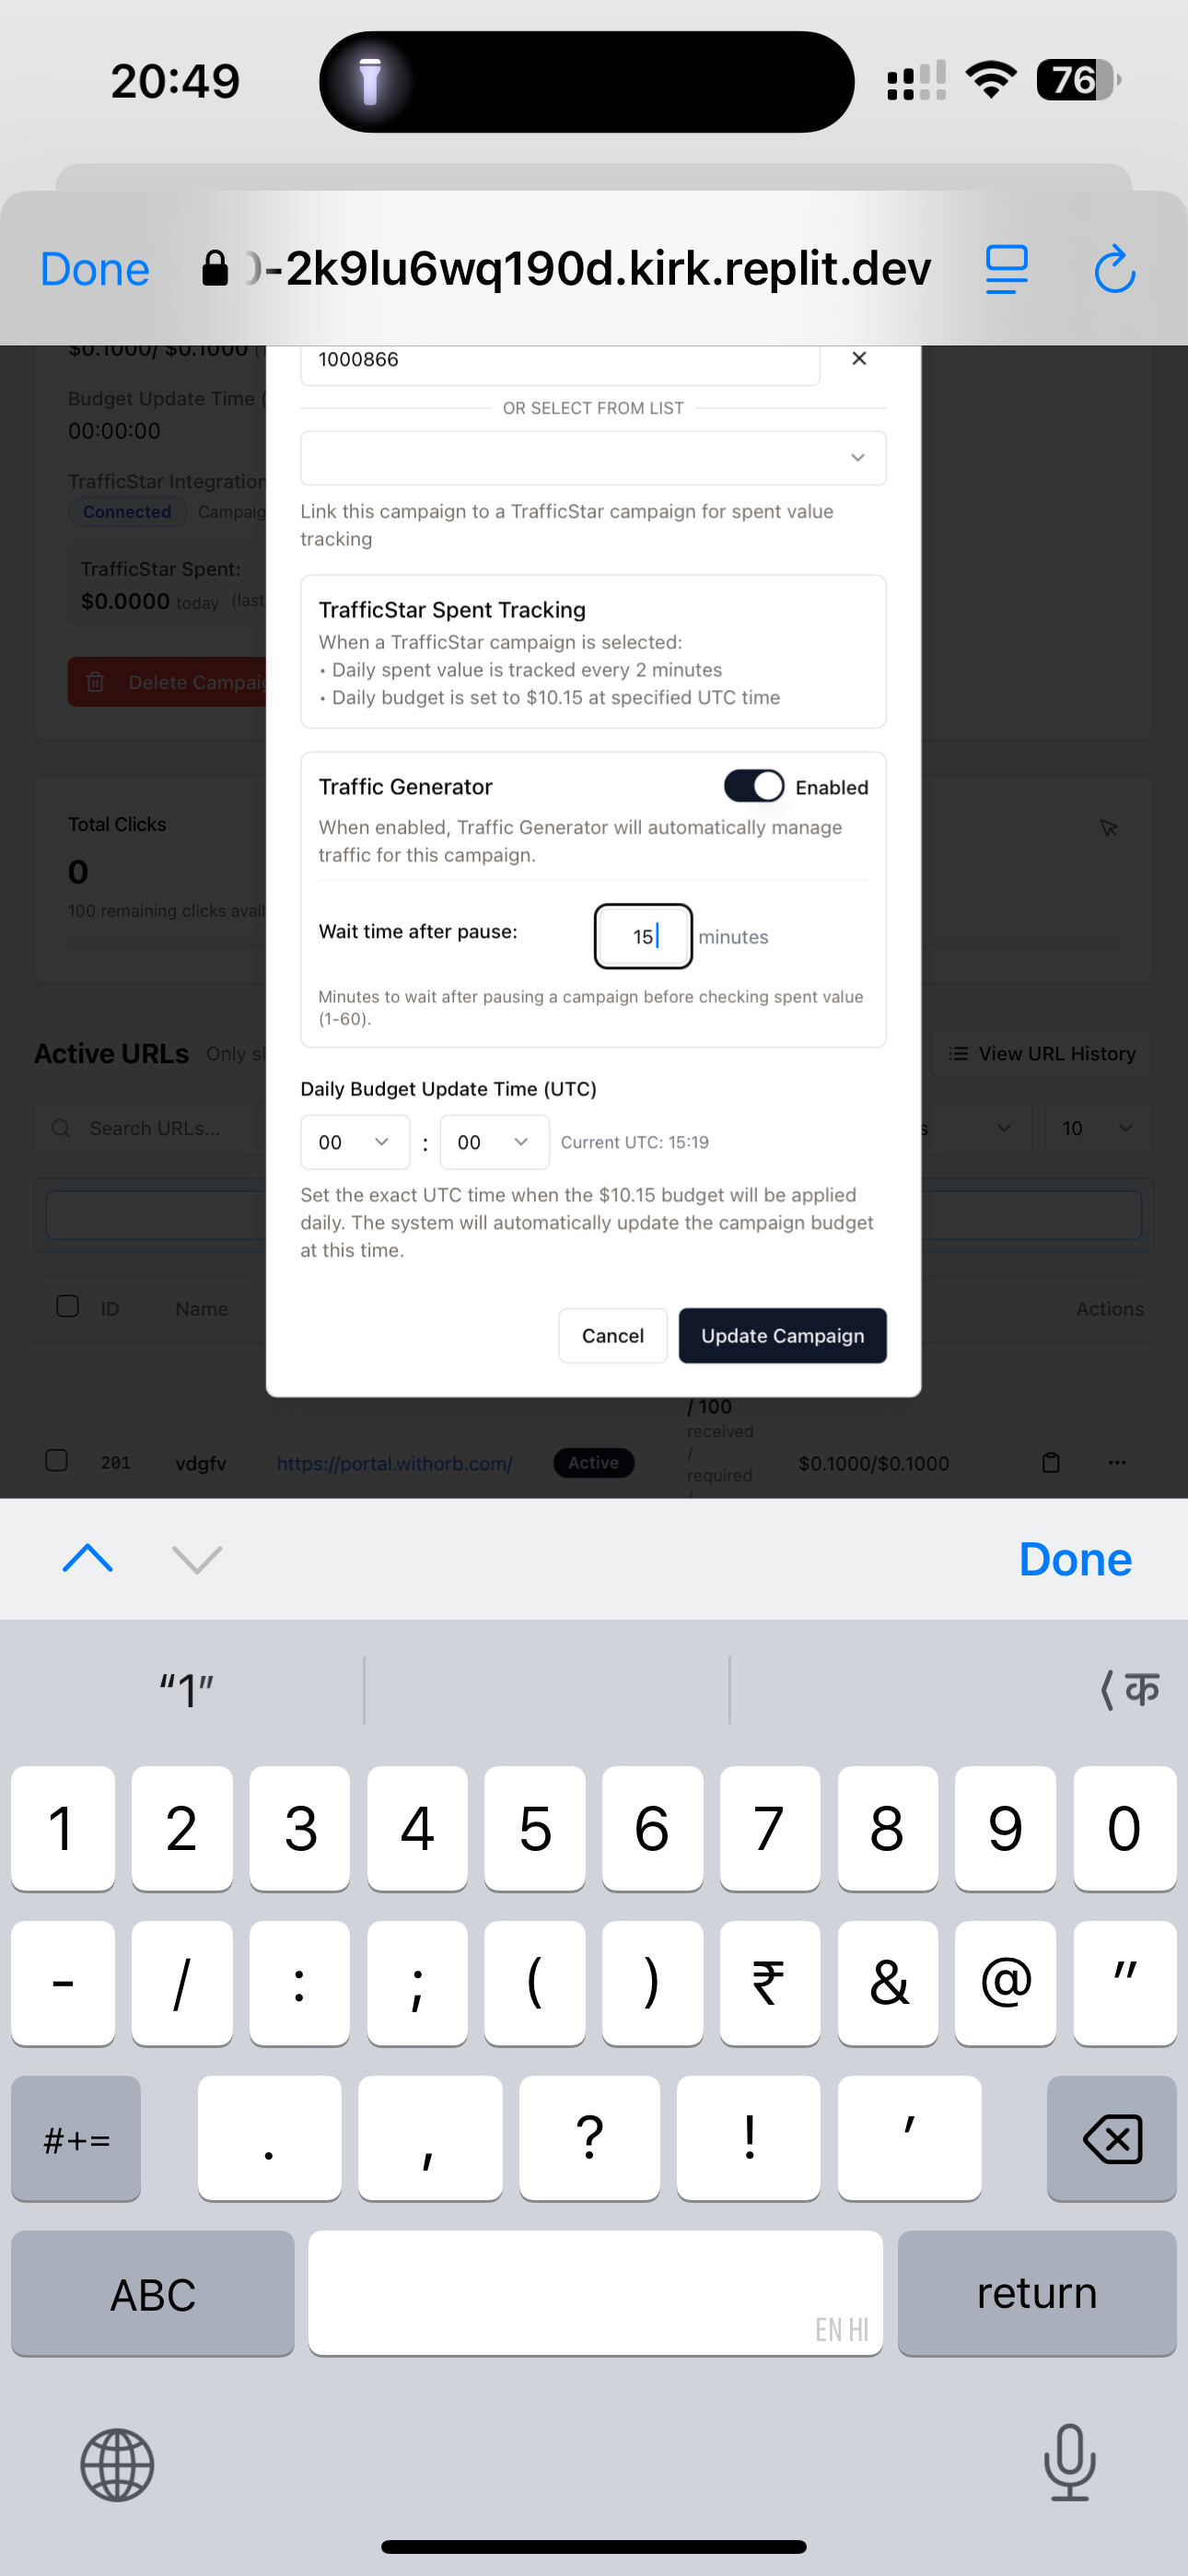 20:49
76
Done
-2k9lu6wq190d.kirk.replit.dev
$0.1000/ $0.1000
1000866
OR SELECT FROM LIST
Budget Update Time (
00:00:00
TrafficStar Integration
Connected Campaig
Link this campaign to a TrafficStar campaign for spent value
tracking
TrafficStar Spent:
$0.0000 today (last
TrafficStar Spent Tracking
When a TrafficStar campaign is selected:
• Daily spent value is tracked every 2 minutes
• Daily budget is set to $10.15 at specified UTC time
Delete Campaig
Traffic Generator
Enabled
When enabled, Traffic Generator will automatically manage
traffic for this campaign.
Total Clicks
0
100 remaining clicks avail
Wait time after pause:
15
minutes
Minutes to wait after pausing a campaign before checking spent value
(1-60).
Active URLs Only s
View URL History
Daily Budget Update Time (UTC)
00 : 00 Current UTC: 15:19
Search URLs...
s
10
Set the exact UTC time when the $10.15 budget will be applied
daily. The system will automatically update the campaign budget
at this time.
ID Name Actions
Cancel
Update Campaign
/ 100
received
/
required
201 vdgfv https://portal.withorb.com/ Active $0.1000/$0.1000
Done
“1”
क
1 2 3 4 5 6 7 8 9 0
- / : ; ( ) ₹ & @ "
#+= . , ? ! '
ABC
EN HI
return